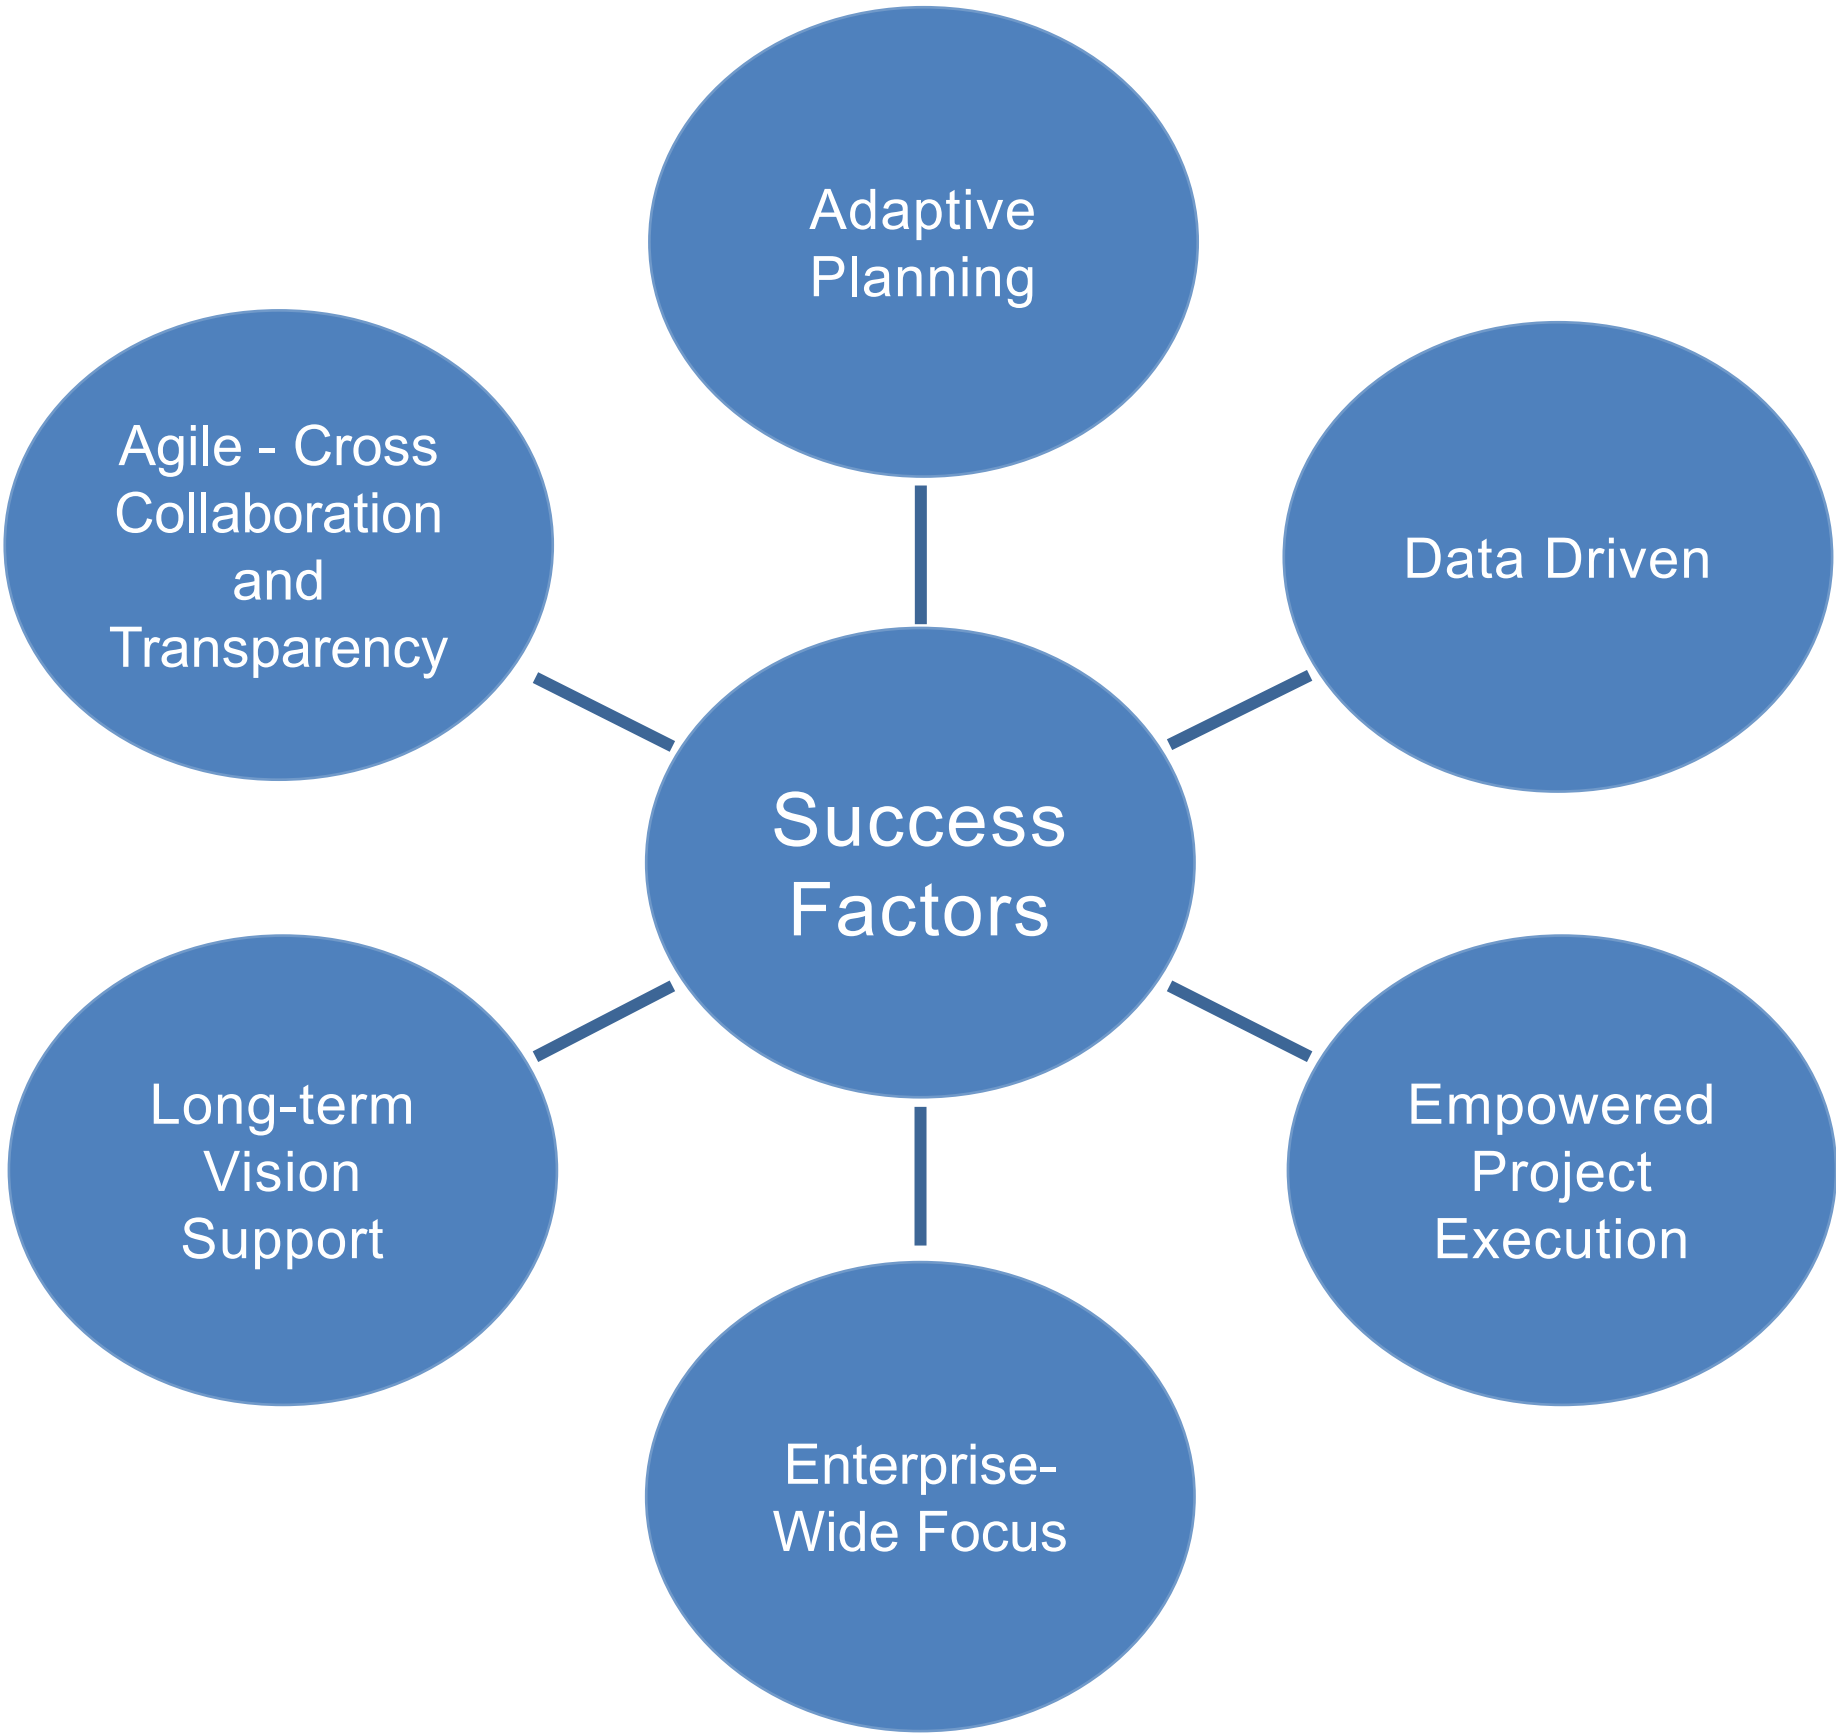 Adaptive
Planning
Agile - Cross
Collaboration
and
Transparency
Data Driven
Success
Factors
Long-term
Vision
Support
Empowered
Project
Execution
Enterprise-
Wide Focus